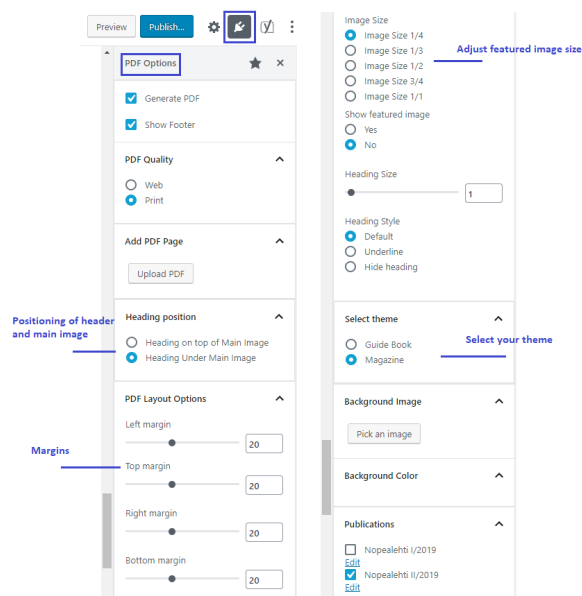 Preview
Publish...
PDF Options
Generate PDF
Show Footer
PDF Quality
Web
Print
Add PDF Page
Upload PDF
Positioning of header
and main image
Heading position
Heading on top of Main Image
Heading Under Main Image
PDF Layout Options
Left margin
20
Margins
Top margin
20
Right margin
20
Bottom margin
20
Image Size
Image Size 1/4
Image Size 1/3
Image Size 1/2
Image Size 3/4
Image Size 1/1
Adjust featured image size
Show featured image
Yes
No
Heading Size
1
Heading Style
Default
Underline
Hide heading
Select theme
Guide Book
Magazine
Select your theme
Background Image
Pick an image
Background Color
Publications
Nopealehti I/2019
Edit
Nopealehti II/2019
Edit